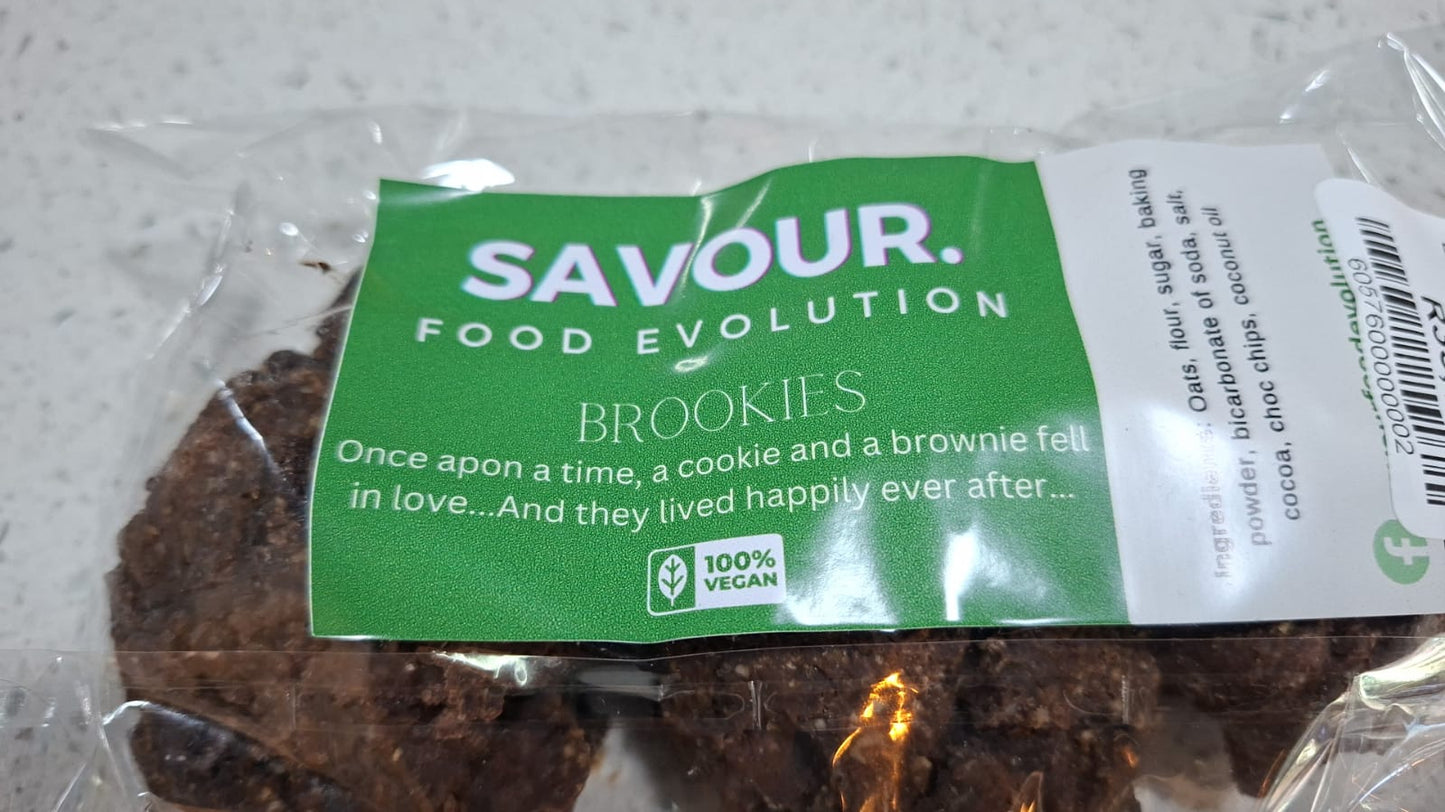 SAVOUR.
FOOD EVOLUTION
BROOKIES
Once apon a time, a cookie and a brownie fell
in love...And they lived happily ever after...
100%
VEGAN
Ingredients: Oats, flour, sugar, baking
powder, bicarbonate of soda, salt,
cocoa, choc chips, coconut oil